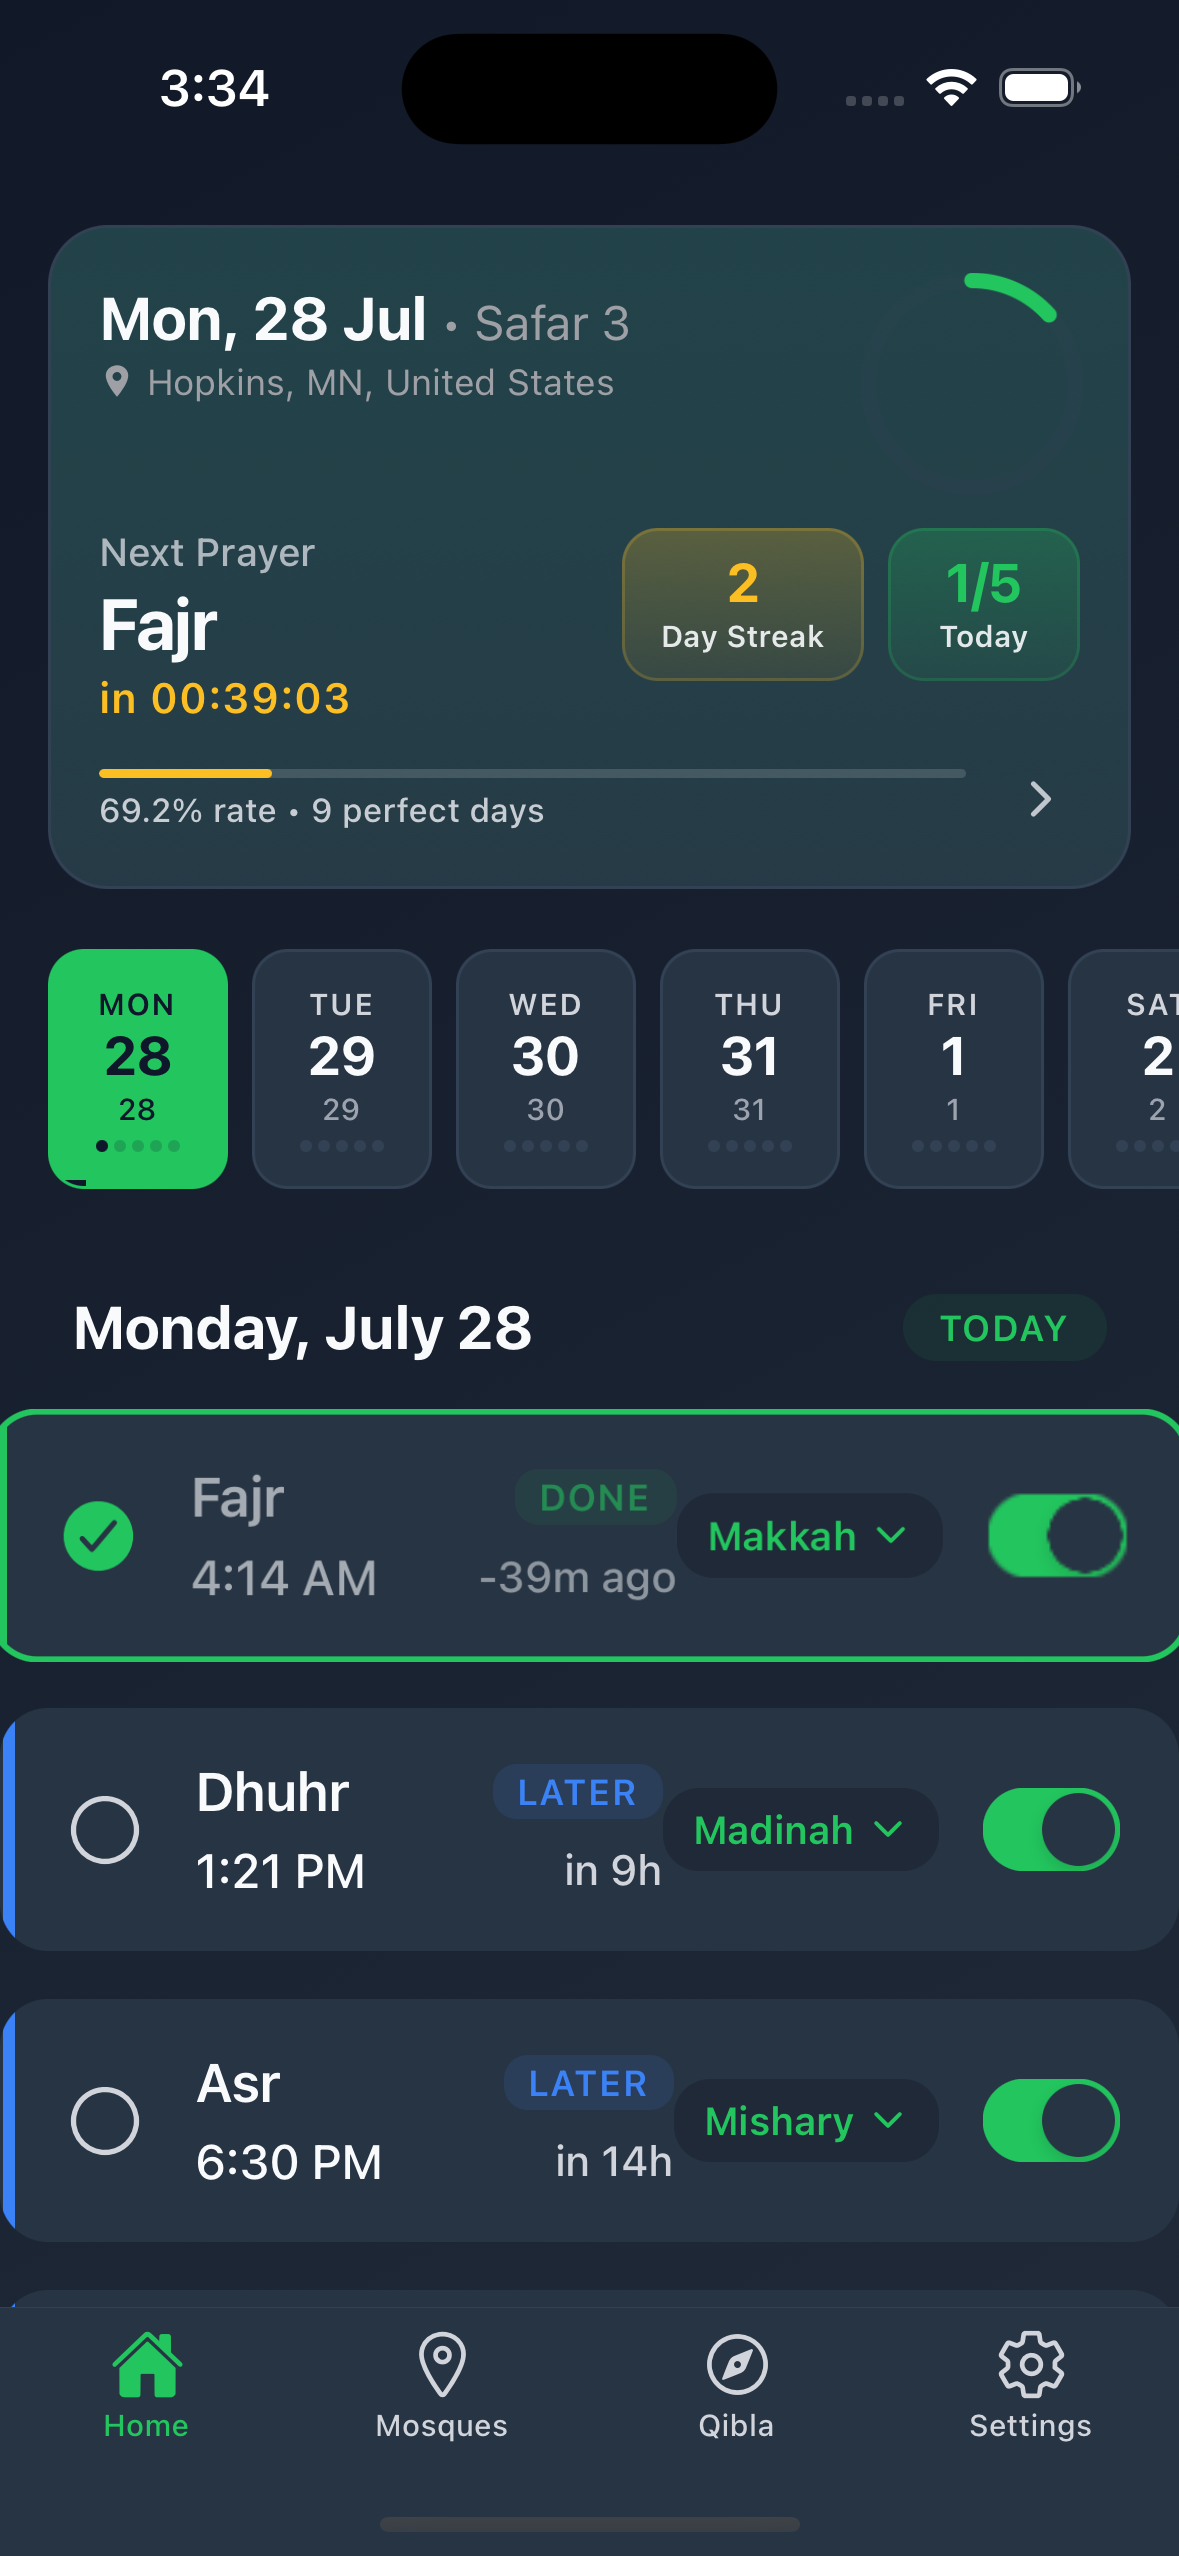 3:34
Mon, 28 Jul • Safar 3
Hopkins, MN, United States
Next Prayer
Fajr
in 00:39:03
2
Day Streak
1/5
Today
69.2% rate • 9 perfect days
MON
28
28
TUE
29
29
WED
30
30
THU
31
31
FRI
1
1
SAT
2
2
Monday, July 28
TODAY
Fajr
4:14 AM
DONE
-39m ago
Makkah
Dhuhr
1:21 PM
LATER
in 9h
Madinah
Asr
6:30 PM
LATER
in 14h
Mishary
Home
Mosques
Qibla
Settings